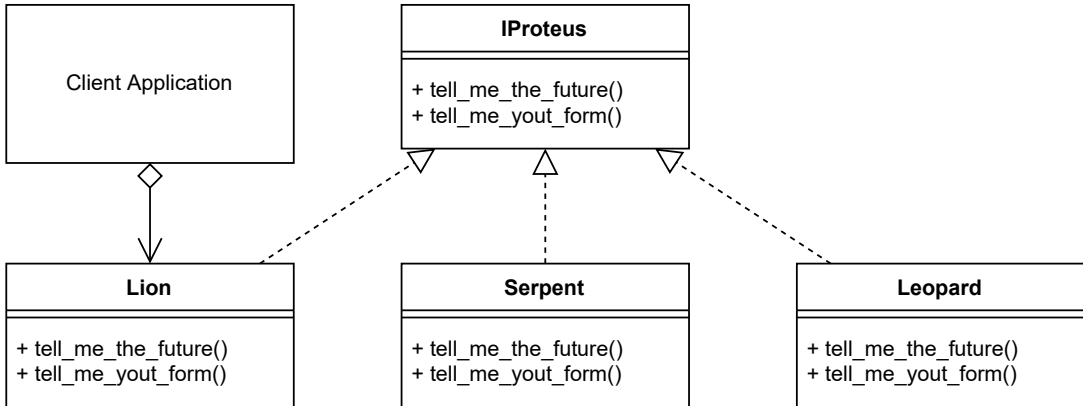 Client Application
IProteus
+ tell_me_the_future()
+ tell_me_yout_form()
Lion
+ tell_me_the_future()
+ tell_me_yout_form()
Serpent
+ tell_me_the_future()
+ tell_me_yout_form()
Leopard
+ tell_me_the_future()
+ tell_me_yout_form()